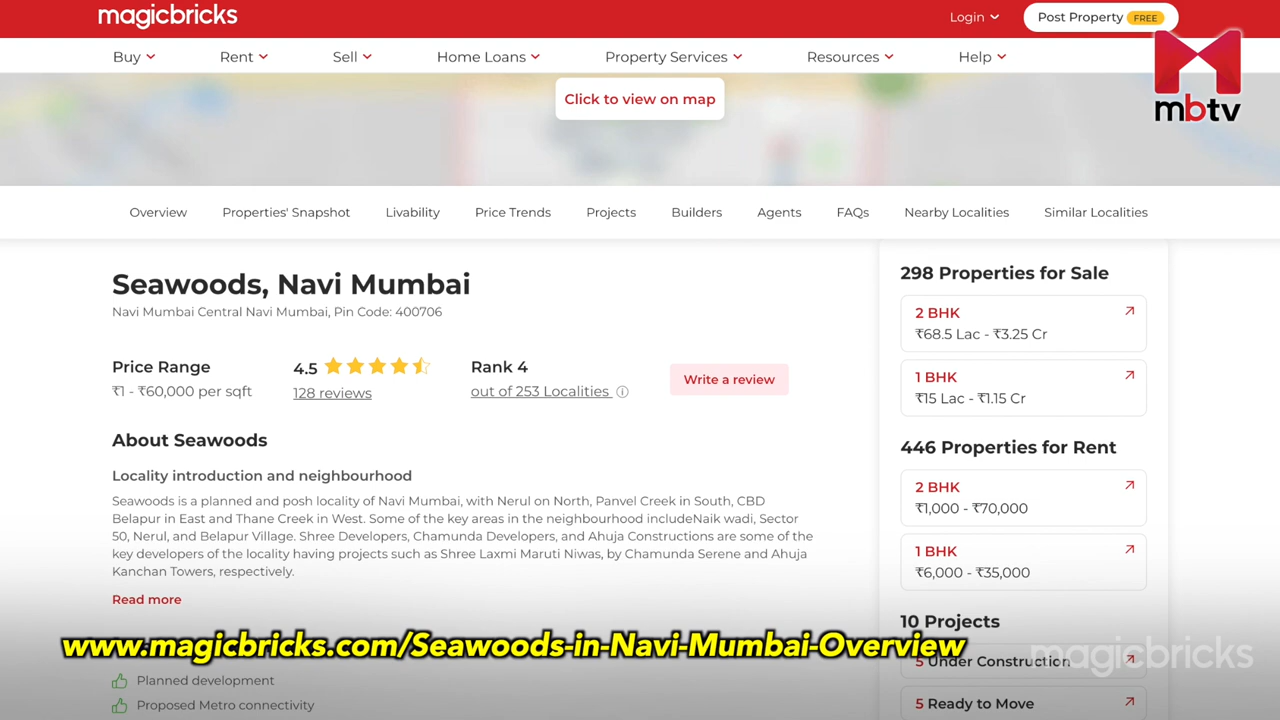 magicbricks
Login
Post Property FREE
Buy
Rent
Sell
Home Loans
Property Services
Resources
Help
mbtv
Click to view on map
Overview
Properties' Snapshot
Livability
Price Trends
Projects
Builders
Agents
FAQs
Nearby Localities
Similar Localities
Seawoods, Navi Mumbai
Navi Mumbai Central Navi Mumbai, Pin Code: 400706
Price Range
₹1 - ₹60,000 per sqft
4.5
128 reviews
Rank 4
out of 253 Localities
Write a review
About Seawoods
Locality introduction and neighbourhood
Seawoods is a planned and posh locality of Navi Mumbai, with Nerul on North, Panvel Creek in South, CBD
Belapur in East and Thane Creek in West. Some of the key areas in the neighbourhood includeNaik wadi, Sector
50, Nerul, and Belapur Village. Shree Developers, Chamunda Developers, and Ahuja Constructions are some of the
key developers of the locality having projects such as Shree Laxmi Maruti Niwas, by Chamunda Serene and Ahuja
Kanchan Towers, respectively.
Read more
298 Properties for Sale
2 BHK
₹68.5 Lac - ₹3.25 Cr
1 BHK
₹15 Lac - ₹1.15 Cr
446 Properties for Rent
2 BHK
₹1,000 - ₹70,000
1 BHK
₹6,000 - ₹35,000
10 Projects
5 Under Construction
5 Ready to Move
www.magicbricks.com/Seawoods-in-Navi-Mumbai-Overview
magicbricks
Planned development
Proposed Metro connectivity